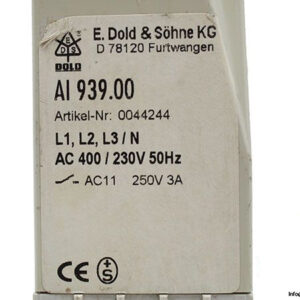 E. Dold & Söhne KG
D 78120 Furtwangen
E D S
DOLD
AI 939.00
Artikel-Nr: 0044244
L1, L2, L3 / N
AC 400 / 230V 50Hz
AC11 250V 3A
CE +S